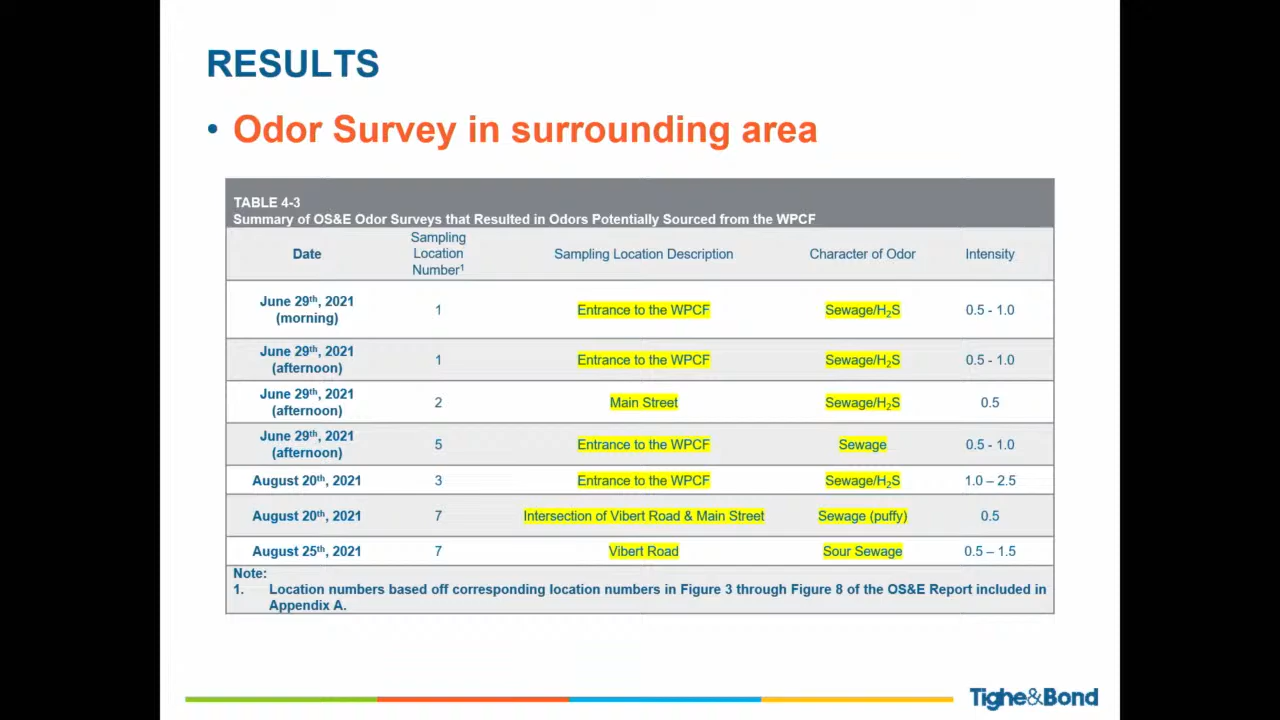 RESULTS
• Odor Survey in surrounding area
TABLE 4-3
Summary of OS&E Odor Surveys that Resulted in Odors Potentially Sourced from the WPCF
Date
Sampling
Location
Number¹
Sampling Location Description
Character of Odor
Intensity
June 29th, 2021
(morning)
1
Entrance to the WPCF
Sewage/H₂S
0.5 - 1.0
June 29th, 2021
(afternoon)
1
Entrance to the WPCF
Sewage/H₂S
0.5 - 1.0
June 29th, 2021
(afternoon)
2
Main Street
Sewage/H₂S
0.5
June 29th, 2021
(afternoon)
5
Entrance to the WPCF
Sewage
0.5 - 1.0
August 20th, 2021
3
Entrance to the WPCF
Sewage/H₂S
1.0 – 2.5
August 20th, 2021
7
Intersection of Vibert Road & Main Street
Sewage (puffy)
0.5
August 25th, 2021
7
Vibert Road
Sour Sewage
0.5 – 1.5
Note:
1. Location numbers based off corresponding location numbers in Figure 3 through Figure 8 of the OS&E Report included in
Appendix A.
Tighe&Bond